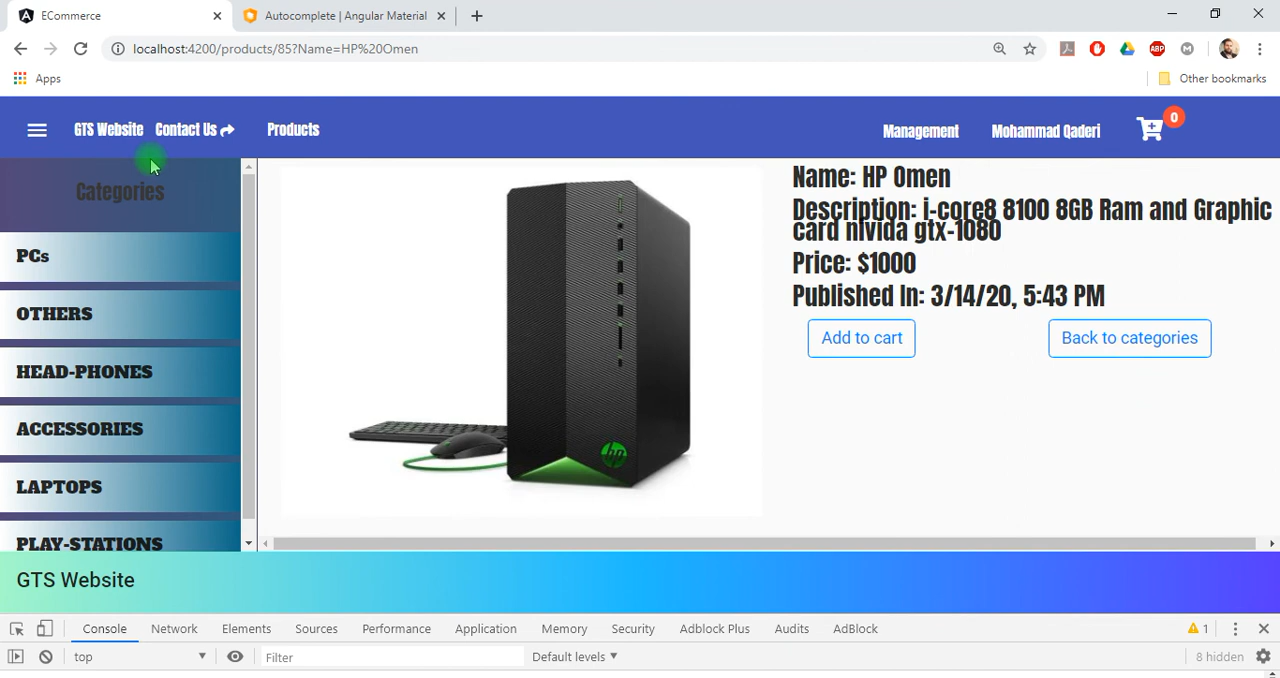 ECommerce
Autocomplete | Angular Material
localhost:4200/products/85?Name=HP%20Omen
ABP
M
Apps
Other bookmarks
GTS Website
Contact Us
Products
Management
Mohammad Qaderi
0
Categories
PCs
OTHERS
HEAD-PHONES
ACCESSORIES
LAPTOPS
PLAY-STATIONS
hp
Name: HP Omen
Description: i-core8 8100 8GB Ram and Graphic
card nivida gtx-1080
Price: $1000
Published In: 3/14/20, 5:43 PM
Add to cart
Back to categories
GTS Website
Console
Network
Elements
Sources
Performance
Application
Memory
Security
Adblock Plus
Audits
AdBlock
1
top
Filter
Default levels
8 hidden